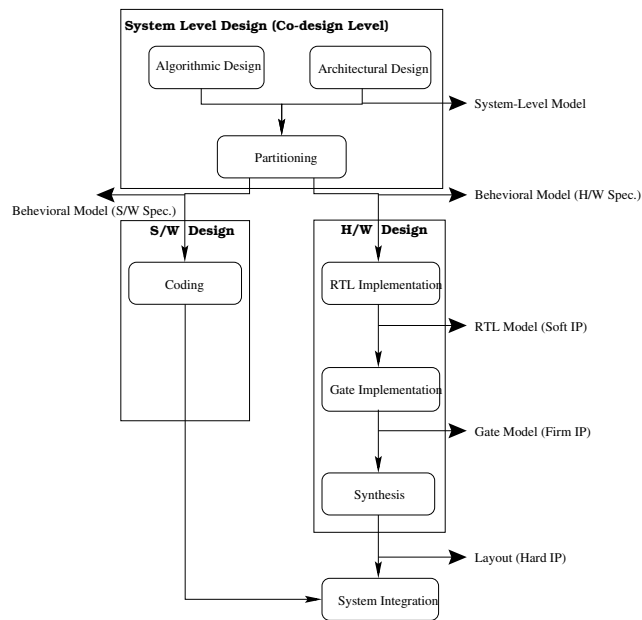 System Level Design (Co-design Level)
Algorithmic Design
Architectural Design
System-Level Model
Partitioning
Behevioral Model (S/W Spec.)
Behevioral Model (H/W Spec.)
S/W Design
H/W Design
Coding
RTL Implementation
RTL Model (Soft IP)
Gate Implementation
Gate Model (Firm IP)
Synthesis
Layout (Hard IP)
System Integration